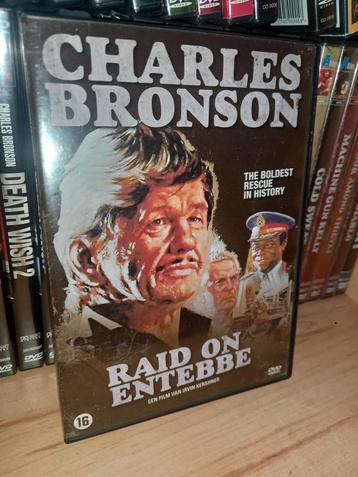 CHARLES
BRONSON
THE BOLDEST
RESCUE
IN HISTORY
RAID ON
ENTEBBE
EEN FILM VAN IRVIN KERSHNER
16
DVD
CHARLES BRONSON
DEATH WISH 2
DVD
COLD SWEAT
MACHINE GUN KELLY